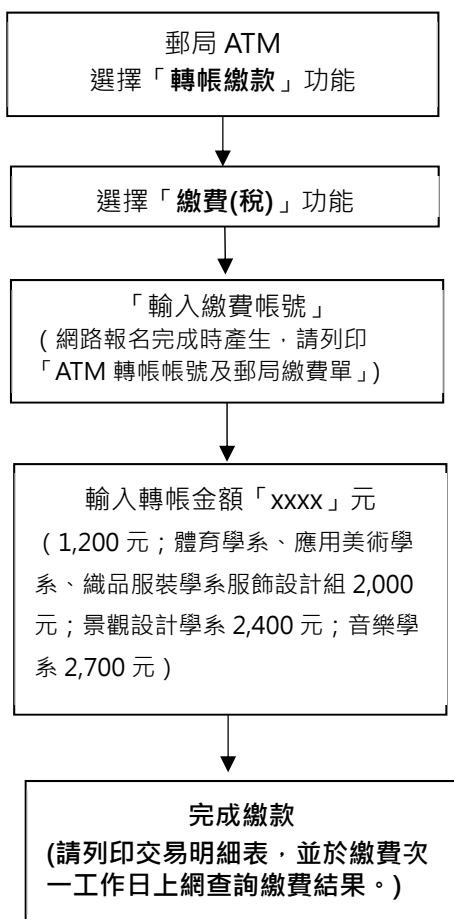 郵局 ATM
選擇「轉帳繳款」功能
選擇「繳費(稅)」功能
「輸入繳費帳號」
(網路報名完成時產生，請列印
「ATM 轉帳帳號及郵局繳費單」)
輸入轉帳金額「xxxx」元
(1,200 元；體育學系、應用美術學
系、織品服裝學系服飾設計組 2,000
元；景觀設計學系 2,400 元；音樂學
系 2,700 元)
完成繳款
(請列印交易明細表，並於繳費次
一工作日上網查詢繳費結果。)